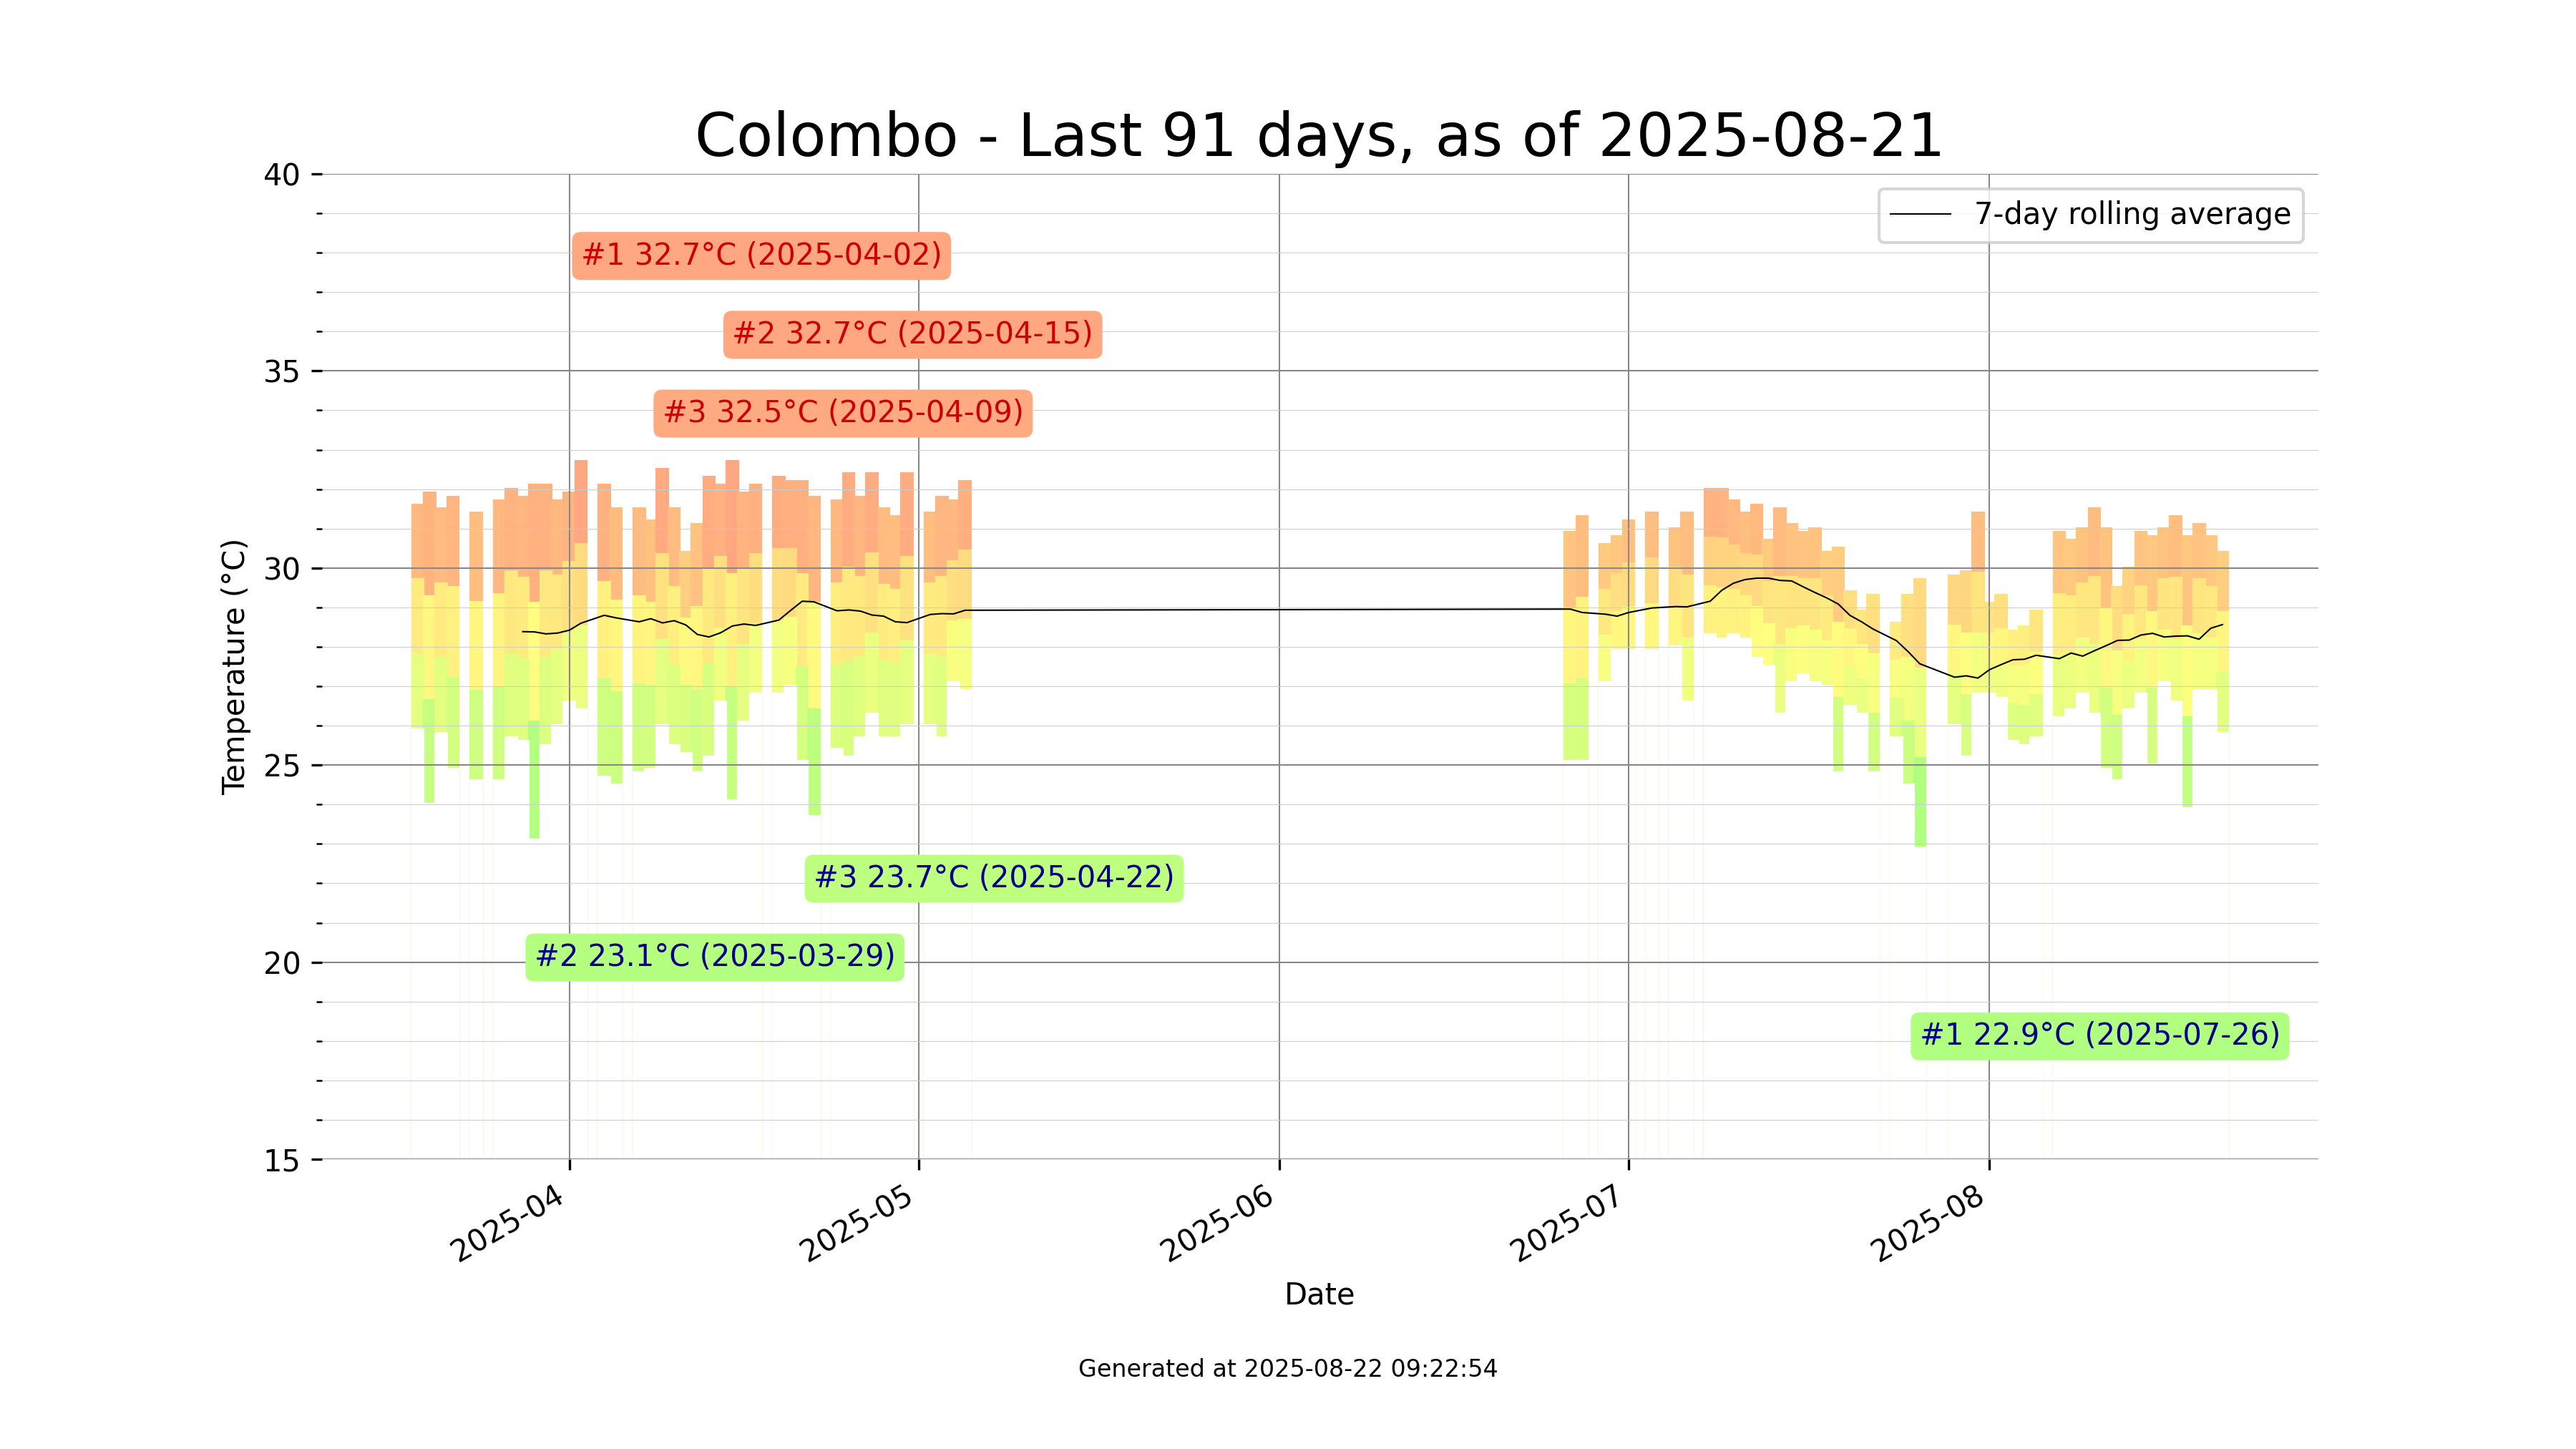 Colombo - Last 91 days, as of 2025-08-21
7-day rolling average
#1 32.7°C (2025-04-02)
#2 32.7°C (2025-04-15)
#3 32.5°C (2025-04-09)
#3 23.7°C (2025-04-22)
#2 23.1°C (2025-03-29)
#1 22.9°C (2025-07-26)
Temperature (°C)
40
35
30
25
20
15
2025-04
2025-05
2025-06
2025-07
2025-08
Date
Generated at 2025-08-22 09:22:54